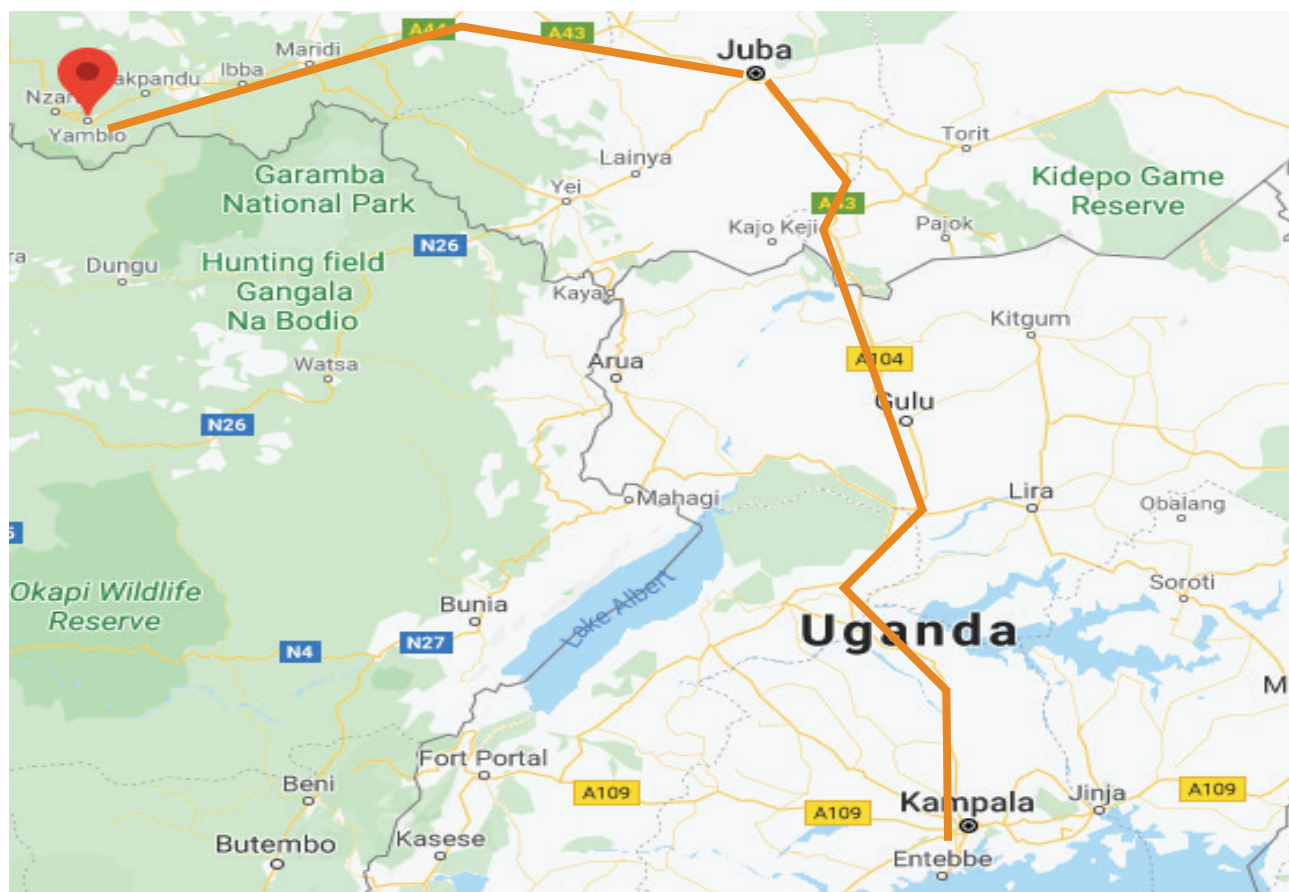 A44
A43
Juba
Maridi
Ibba
akpandu
Nza
Yambio
Torit
Lainya
Garamba
National Park
Yei
Kidepo Game
Reserve
A43
Kajo Keji
Pajok
N26
ra
Dungu
Hunting field
Gangala
Na Bodio
Kaya
Kitgum
Watsa
Arua
A104
Gulu
N26
Mahagi
Lira
Obalang
Okapi Wildlife
Reserve
Bunia
Lake Albert
Soroti
Uganda
N4
N27
M
Fort Portal
Beni
A109
A109
Kampala
Jinja
A109
Butembo
Kasese
Entebbe